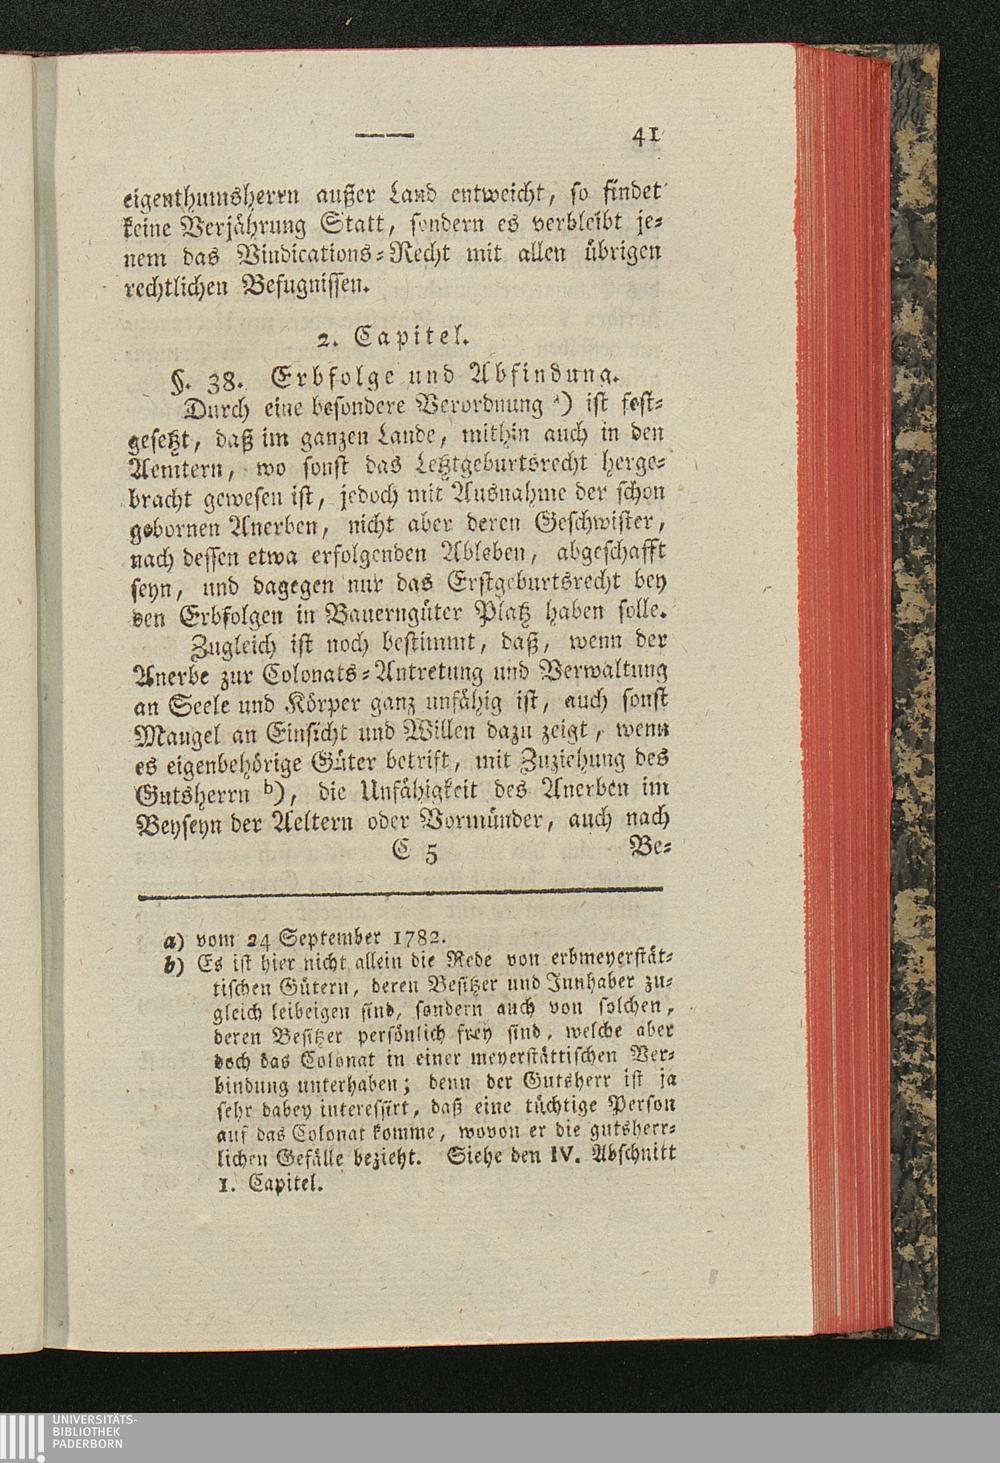 41
eigenthumsherrn außer Land entweicht, so findet
keine Verjährung Statt, sondern es verbleibt je-
nem das Vindications-Recht mit allen übrigen
rechtlichen Befugnissen.
2. Capitel.
§. 38. Erbfolge und Abfindung.
Durch eine besondere Verordnung a) ist fest-
gesetzt, daß im ganzen Lande, mithin auch in den
Aemtern, wo sonst das Letztgeburtsrecht herge-
bracht gewesen ist, jedoch mit Ausnahme der schon
gebornen Anerben, nicht aber deren Geschwister,
nach dessen etwa erfolgenden Ableben, abgeschafft
seyn, und dagegen nur das Erstgeburtsrecht bey
den Erbfolgen in Bauerngüter Platz haben solle.
Zugleich ist noch bestimmt, daß, wenn der
Anerbe zur Colonats-Antretung und Verwaltung
an Seele und Körper ganz unfähig ist, auch sonst
Mangel an Einsicht und Willen dazu zeigt, wenn
es eigenbehörige Güter betrift, mit Zuziehung des
Gutsherrn b), die Unfähigkeit des Anerben im
Beyseyn der Aeltern oder Vormünder, auch nach
C 5 Be-
a) vom 24 September 1782.
b) Es ist hier nicht allein die Rede von erbmeyerstät-
tischen Gütern, deren Besitzer und Innhaber zu-
gleich leibeigen sind, sondern auch von solchen,
deren Besitzer persönlich frey sind, welche aber
doch das Colonat in einer meyerstättischen Ver-
bindung unterhaben; denn der Gutsherr ist ja
sehr dabey interessirt, daß eine tüchtige Person
auf das Colonat komme, wovon er die gutsherr-
lichen Gefälle bezieht. Siehe den IV. Abschnitt
1. Capitel.
UNIVERSITÄTS-
BIBLIOTHEK
PADERBORN